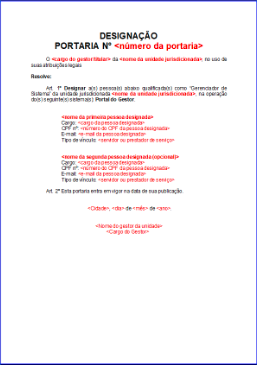 DESIGNAÇÃO
PORTARIA Nº <número da portaria>
O <cargo do gestor titular> da <nome da unidade jurisdicionada>, no uso de
suas atribuições legais
Resolve:
Art. 1º Designar a(s) pessoa(s) abaixo qualificada(s) como "Gerenciador de
Sistema" da unidade jurisdicionada <nome da unidade jurisdicionada>, na operação
do(s) seguinte(s) sistema(s): Portal do Gestor.
<nome da primeira pessoa designada>
Cargo: <cargo da pessoa designada>
CPF nº: <número do CPF da pessoa designada>
E-mail: <e-mail da pessoa designada>
Tipo de vínculo: <servidor ou prestador de serviço>
<nome da segunda pessoa designada (opcional)>
Cargo: <cargo da pessoa designada>
CPF nº: <número do CPF da pessoa designada>
E-mail: <e-mail da pessoa designada>
Tipo de vínculo: <servidor ou prestador de serviço>
Art. 2º Esta portaria entra em vigor na data de sua publicação.
<Cidade>, <dia> de <mês> de <ano>
<Nome do gestor da unidade>
<Cargo do Gestor>